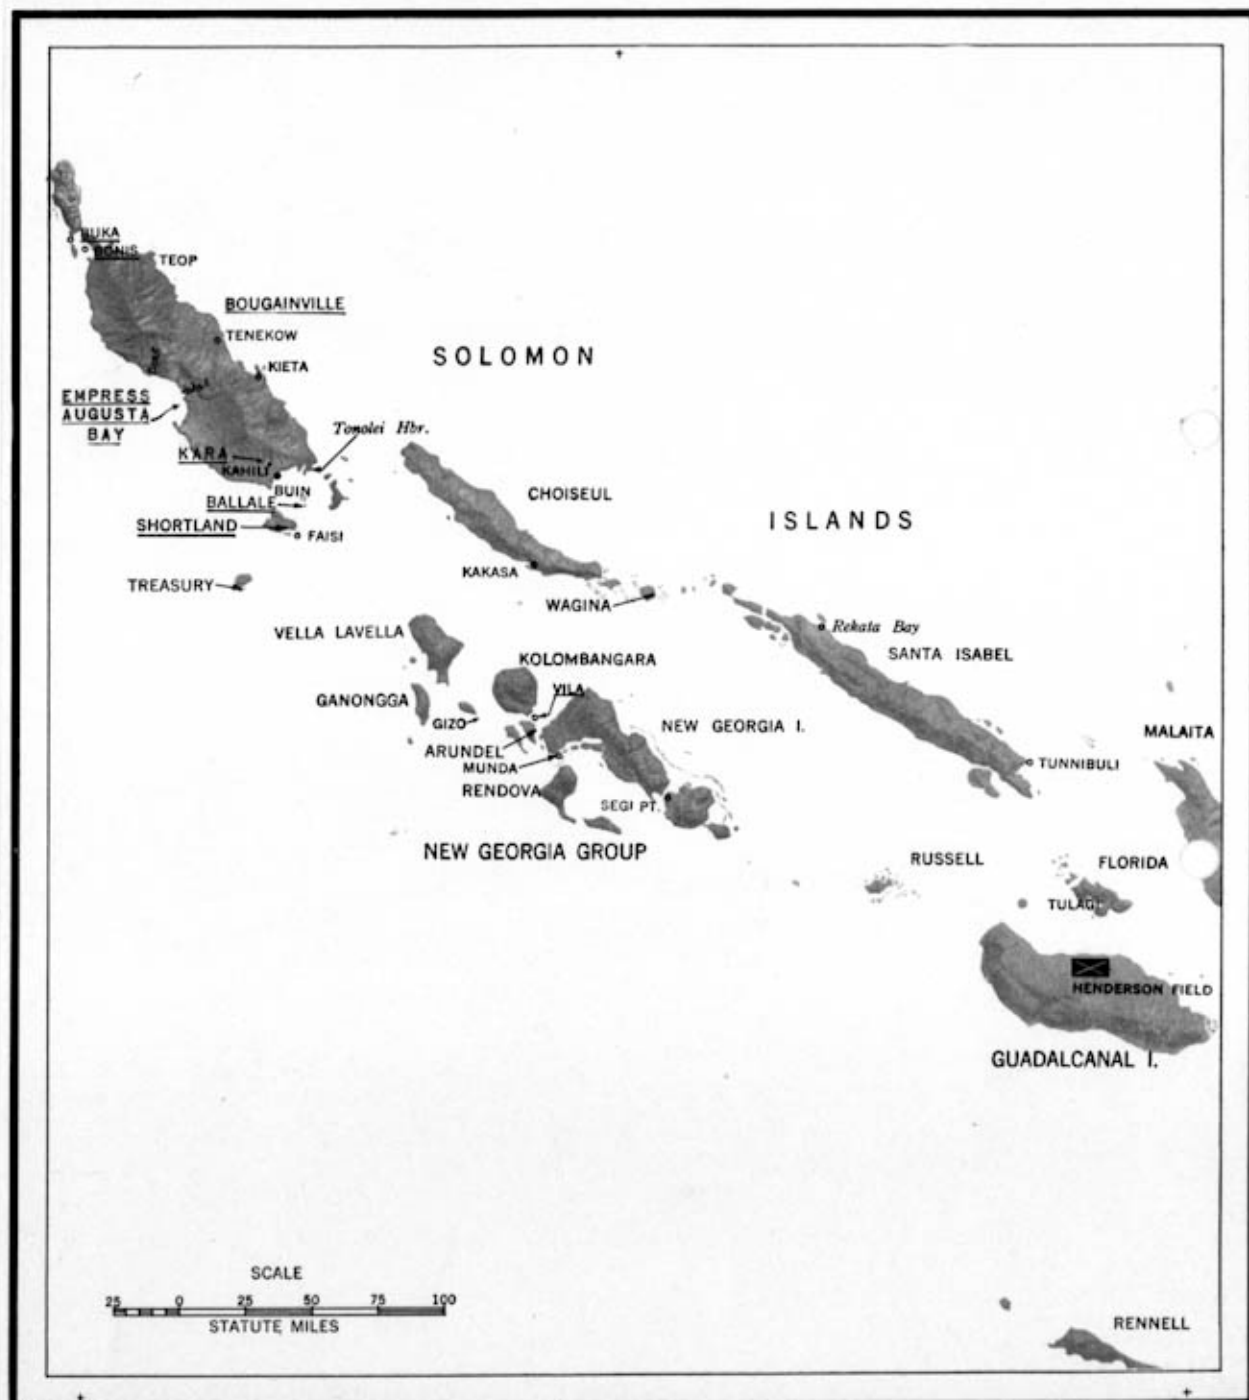 BUKA
BONIS
TEOP
BOUGAINVILLE
TENEKOW
SOLOMON
KIETA
EMPRESS
AUGUSTA
BAY
Tonolei Hbr.
KARA
KAHILI
BUIN
CHOISEUL
BALLALE
SHORTLAND
FAISI
ISLANDS
KAKASA
TREASURY
WAGINA
VELLA LAVELLA
Rekata Bay
SANTA ISABEL
KOLOMBANGARA
VILA
GANONGGA
GIZO
NEW GEORGIA I.
MALAITA
ARUNDEL
MUNDA
TUNNIBULI
RENDOVA
SEGI PT.
NEW GEORGIA GROUP
RUSSELL
FLORIDA
TULAGI
HENDERSON FIELD
GUADALCANAL I.
SCALE
25 0 25 50 75 100
STATUTE MILES
RENNELL